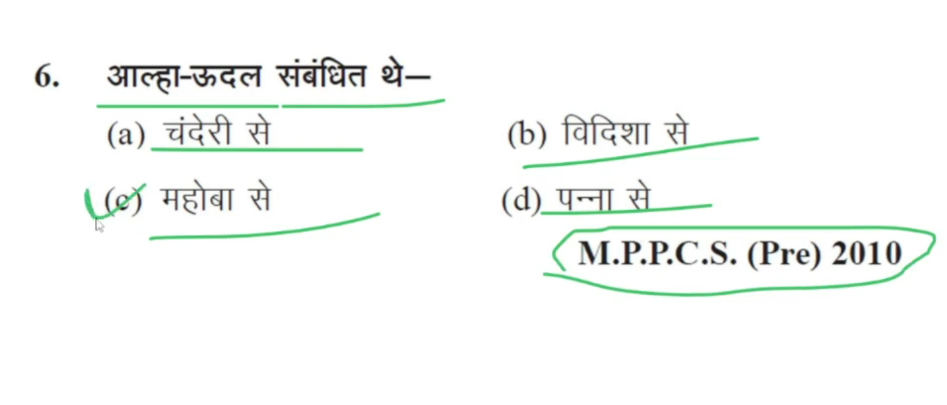 6. आल्हा-ऊदल संबंधित थे—
(a) चंदेरी से (b) विदिशा से
(c) महोबा से (d) पन्ना से
M.P.P.C.S. (Pre) 2010